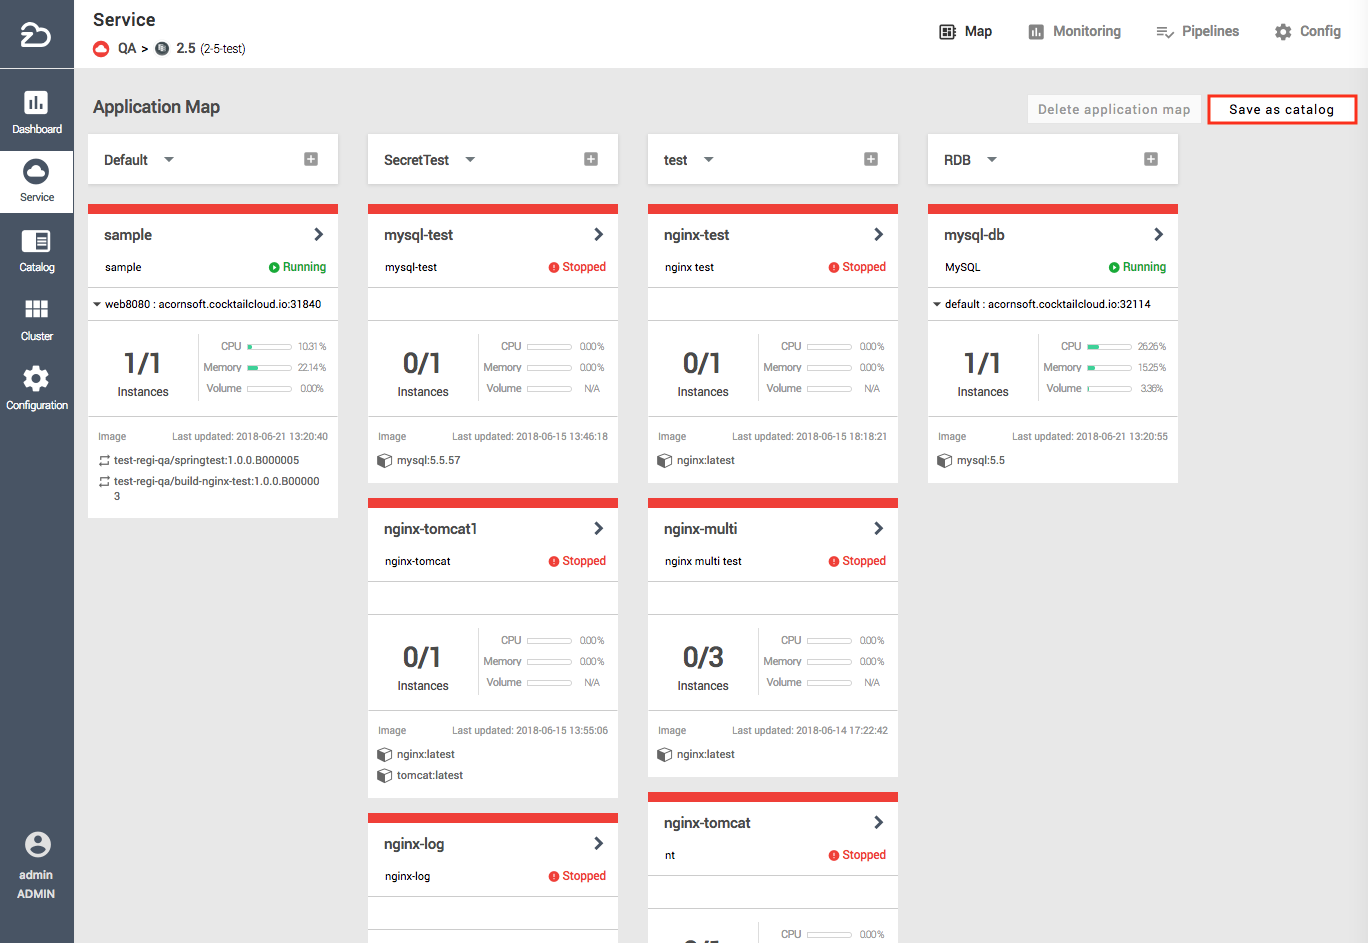 Service
QA > 2.5 (2-5-test)
Map
Monitoring
Pipelines
Config
Dashboard
Service
Catalog
Cluster
Configuration
admin
ADMIN
Application Map
Delete application map
Save as catalog
Default
sample
sample
Running
web8080 : acornsoft.cocktailcloud.io:31840
1/1
Instances
CPU 10.31%
Memory 22.14%
Volume 0.00%
Image Last updated: 2018-06-21 13:20:40
test-regi-qa/springtest:1.0.0.B000005
test-regi-qa/build-nginx-test:1.0.0.B00000
3
SecretTest
mysql-test
mysql-test
Stopped
0/1
Instances
CPU 0.00%
Memory 0.00%
Volume N/A
Image Last updated: 2018-06-15 13:46:18
mysql:5.5.57
nginx-tomcat1
nginx-tomcat
Stopped
0/1
Instances
CPU 0.00%
Memory 0.00%
Volume N/A
Image Last updated: 2018-06-15 13:55:06
nginx:latest
tomcat:latest
nginx-log
nginx-log
Stopped
test
nginx-test
nginx test
Stopped
0/1
Instances
CPU 0.00%
Memory 0.00%
Volume N/A
Image Last updated: 2018-06-15 18:18:21
nginx:latest
nginx-multi
nginx multi test
Stopped
0/3
Instances
CPU 0.00%
Memory 0.00%
Volume N/A
Image Last updated: 2018-06-14 17:22:42
nginx:latest
nginx-tomcat
nt
Stopped
CPU 0.00%
RDB
mysql-db
MySQL
Running
default : acornsoft.cocktailcloud.io:32114
1/1
Instances
CPU 26.26%
Memory 15.25%
Volume 3.36%
Image Last updated: 2018-06-21 13:20:55
mysql:5.5